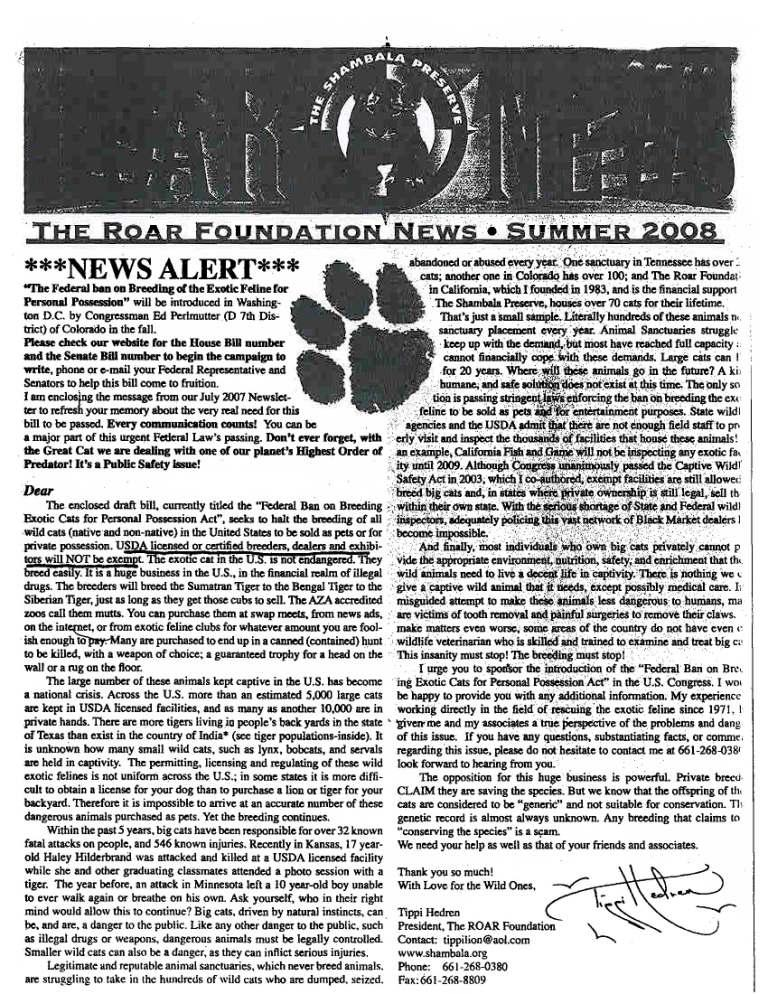 THE SHAMBALA PRESERVE
NEWS
THE ROAR FOUNDATION NEWS • SUMMER 2008
***NEWS ALERT***
"The Federal ban on Breeding of the Exotic Feline for
Personal Possession" will be introduced in Washing-
ton D.C. by Congressman Ed Perlmutter (D 7th Dis-
trict) of Colorado in the fall.
Please check our website for the House Bill number
and the Senate Bill number to begin the campaign to
write, phone or e-mail your Federal Representative and
Senators to help this bill come to fruition.
I am enclosing the message from our July 2007 Newslet-
ter to refresh your memory about the very real need for this
bill to be passed. Every communication counts! You can be
a major part of this urgent Federal Law's passing. Don't ever forget, with
the Great Cat we are dealing with one of our planet's Highest Order of
Predator! It's a Public Safety issue!
Dear
The enclosed draft bill, currently titled the "Federal Ban on Breeding
Exotic Cats for Personal Possession Act", seeks to halt the breeding of all
wild cats (native and non-native) in the United States to be sold as pets or for
private possession. USDA licensed or certified breeders, dealers and exhibi-
tors will NOT be exempt. The exotic cat in the U.S. is not endangered. They
breed easily. It is a huge business in the U.S., in the financial realm of illegal
drugs. The breeders will breed the Sumatran Tiger to the Bengal Tiger to the
Siberian Tiger, just as long as they get those cubs to sell. The AZA accredited
zoos call them mutts. You can purchase them at swap meets, from news ads,
on the internet, or from exotic feline clubs for whatever amount you are fool-
ish enough to pay. Many are purchased to end up in a canned (contained) hunt
to be killed, with a weapon of choice; a guaranteed trophy for a head on the
wall or a rug on the floor.
The large number of these animals kept captive in the U.S. has become
a national crisis. Across the U.S. more than an estimated 5,000 large cats
are kept in USDA licensed facilities, and as many as another 10,000 are in
private hands. There are more tigers living in people's back yards in the state
of Texas than exist in the country of India* (see tiger populations-inside). It
is unknown how many small wild cats, such as lynx, bobcats, and servals
are held in captivity. The permitting, licensing and regulating of these wild
exotic felines is not uniform across the U.S.; in some states it is more diffi-
cult to obtain a license for your dog than to purchase a lion or tiger for your
backyard. Therefore it is impossible to arrive at an accurate number of these
dangerous animals purchased as pets. Yet the breeding continues.
Within the past 5 years, big cats have been responsible for over 32 known
fatal attacks on people, and 546 known injuries. Recently in Kansas, 17 year-
old Haley Hilderbrand was attacked and killed at a USDA licensed facility
while she and other graduating classmates attended a photo session with a
tiger. The year before, an attack in Minnesota left a 10 year-old boy unable
to ever walk again or breathe on his own. Ask yourself, who in their right
mind would allow this to continue? Big cats, driven by natural instincts, can
be, and are, a danger to the public. Like any other danger to the public, such
as illegal drugs or weapons, dangerous animals must be legally controlled.
Smaller wild cats can also be a danger, as they can inflict serious injuries.
Legitimate and reputable animal sanctuaries, which never breed animals,
are struggling to take in the hundreds of wild cats who are dumped, seized,
abandoned or abused every year. One sanctuary in Tennessee has over
cats; another one in Colorado has over 100; and The Roar Foundat
in California, which I founded in 1983, and is the financial support
The Shambala Preserve, houses over 70 cats for their lifetime.
That's just a small sample. Literally hundreds of these animals n
sanctuary placement every year. Animal Sanctuaries struggle
keep up with the demand, but most have reached full capacity
cannot financially cope with these demands. Large cats can l
for 20 years. Where will these animals go in the future? A ki
humane, and safe solution does not exist at this time. The only so
tion is passing stringent laws enforcing the ban on breeding the exo
feline to be sold as pets and for entertainment purposes. State wildl
agencies and the USDA admit that there are not enough field staff to pro
erly visit and inspect the thousands of facilities that house these animals!
an example, California Fish and Game will not be inspecting any exotic fa
ity until 2009. Although Congress unanimously passed the Captive Wildl
Safety Act in 2003, which I co-authored, exempt facilities are still allowed
breed big cats and, in states where private ownership is still legal, sell th
within their own state. With the serious shortage of State and Federal wildl
inspectors, adequately policing this vast network of Black Market dealers
become impossible.
And finally, most individuals who own big cats privately cannot p
vide the appropriate environment, nutrition, safety, and enrichment that the
wild animals need to live a decent life in captivity. There is nothing we c
give a captive wild animal that it needs, except possibly medical care. I
misguided attempt to make these animals less dangerous to humans, ma
are victims of tooth removal and painful surgeries to remove their claws.
make matters even worse, some areas of the country do not have even
wildlife veterinarian who is skilled and trained to examine and treat big ca
This insanity must stop! The breeding must stop!
I urge you to sponsor the introduction of the "Federal Ban on Bre
ing Exotic Cats for Personal Possession Act" in the U.S. Congress. I wo
be happy to provide you with any additional information. My experience
working directly in the field of rescuing the exotic feline since 1971,
given me and my associates a true perspective of the problems and dang
of this issue. If you have any questions, substantiating facts, or comme
regarding this issue, please do not hesitate to contact me at 661-268-038
look forward to hearing from you.
The opposition for this huge business is powerful. Private breed
CLAIM they are saving the species. But we know that the offspring of th
cats are considered to be "generic" and not suitable for conservation. Th
genetic record is almost always unknown. Any breeding that claims to
"conserving the species" is a scam.
We need your help as well as that of your friends and associates.
Thank you so much!
With Love for the Wild Ones,
Tippi Hedren
Tippi Hedren
President, The ROAR Foundation
Contact: tippilion@aol.com
www.shambala.org
Phone: 661-268-0380
Fax: 661-268-8809